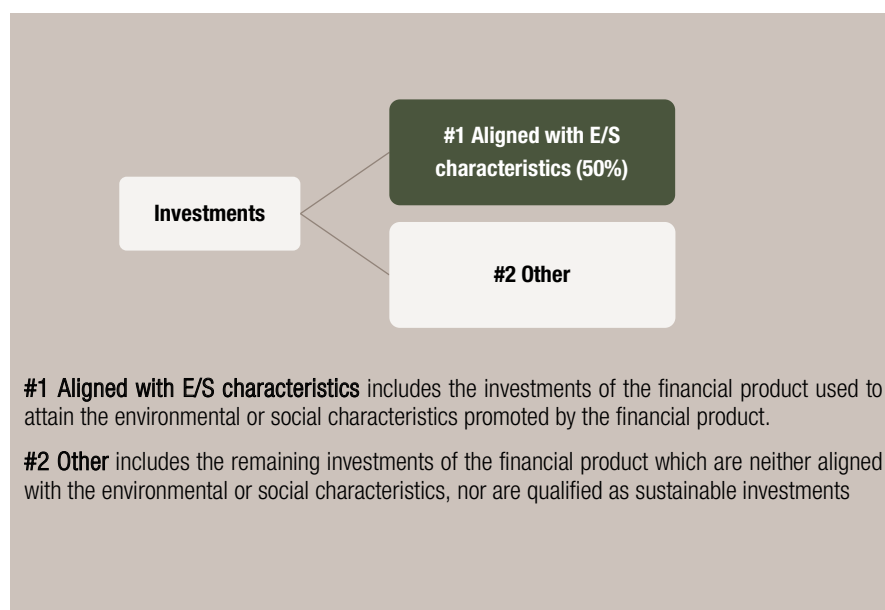 #1 Aligned with E/S
characteristics (50%)
Investments
#2 Other
#1 Aligned with E/S characteristics includes the investments of the financial product used to
attain the environmental or social characteristics promoted by the financial product.
#2 Other includes the remaining investments of the financial product which are neither aligned
with the environmental or social characteristics, nor are qualified as sustainable investments